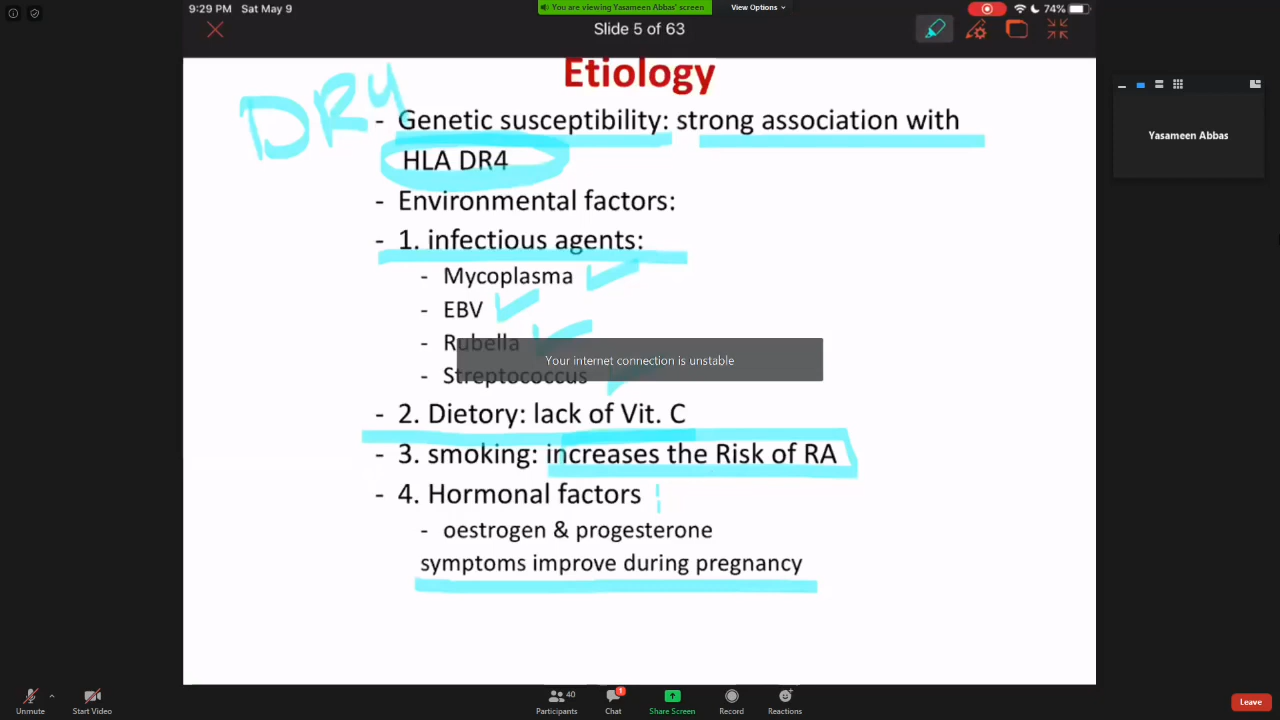 9:29 PM Sat May 9
You are viewing Yasameen Abbas' screen
View Options
74%
Slide 5 of 63
Etiology
DR4
- Genetic susceptibility: strong association with
HLA DR4
- Environmental factors:
- 1. infectious agents:
- Mycoplasma
- EBV
- Rubella
Your internet connection is unstable
- Streptococcus
- 2. Dietory: lack of Vit. C
- 3. smoking: increases the Risk of RA
- 4. Hormonal factors
- oestrogen & progesterone
symptoms improve during pregnancy
Yasameen Abbas
Unmute
Start Video
40
Participants
1
Chat
Share Screen
Record
Reactions
Leave